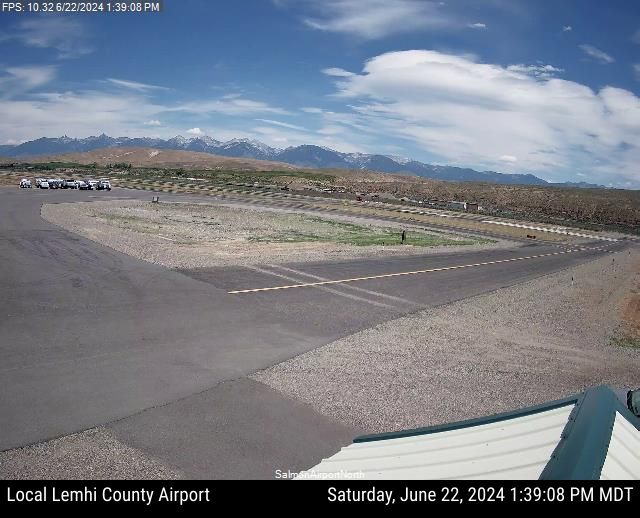 FPS: 10.32 6/22/2024 1:39:08 PM
SalmonAirportNorth
Local Lemhi County Airport
Saturday, June 22, 2024 1:39:08 PM MDT